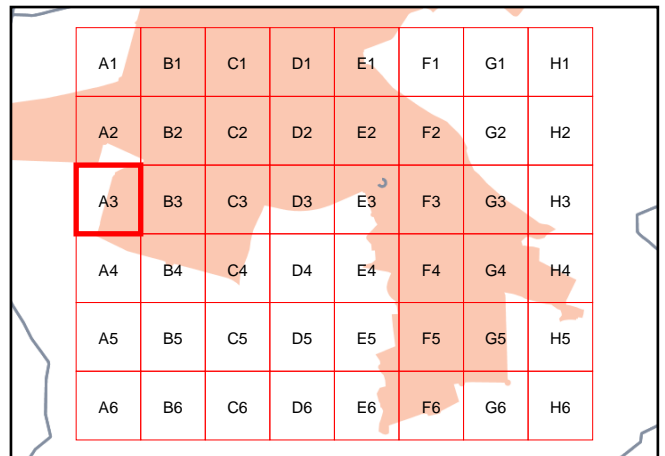 A1 B1 C1 D1 E1 F1 G1 H1
A2 B2 C2 D2 E2 F2 G2 H2
A3 B3 C3 D3 E3 F3 G3 H3
A4 B4 C4 D4 E4 F4 G4 H4
A5 B5 C5 D5 E5 F5 G5 H5
A6 B6 C6 D6 E6 F6 G6 H6